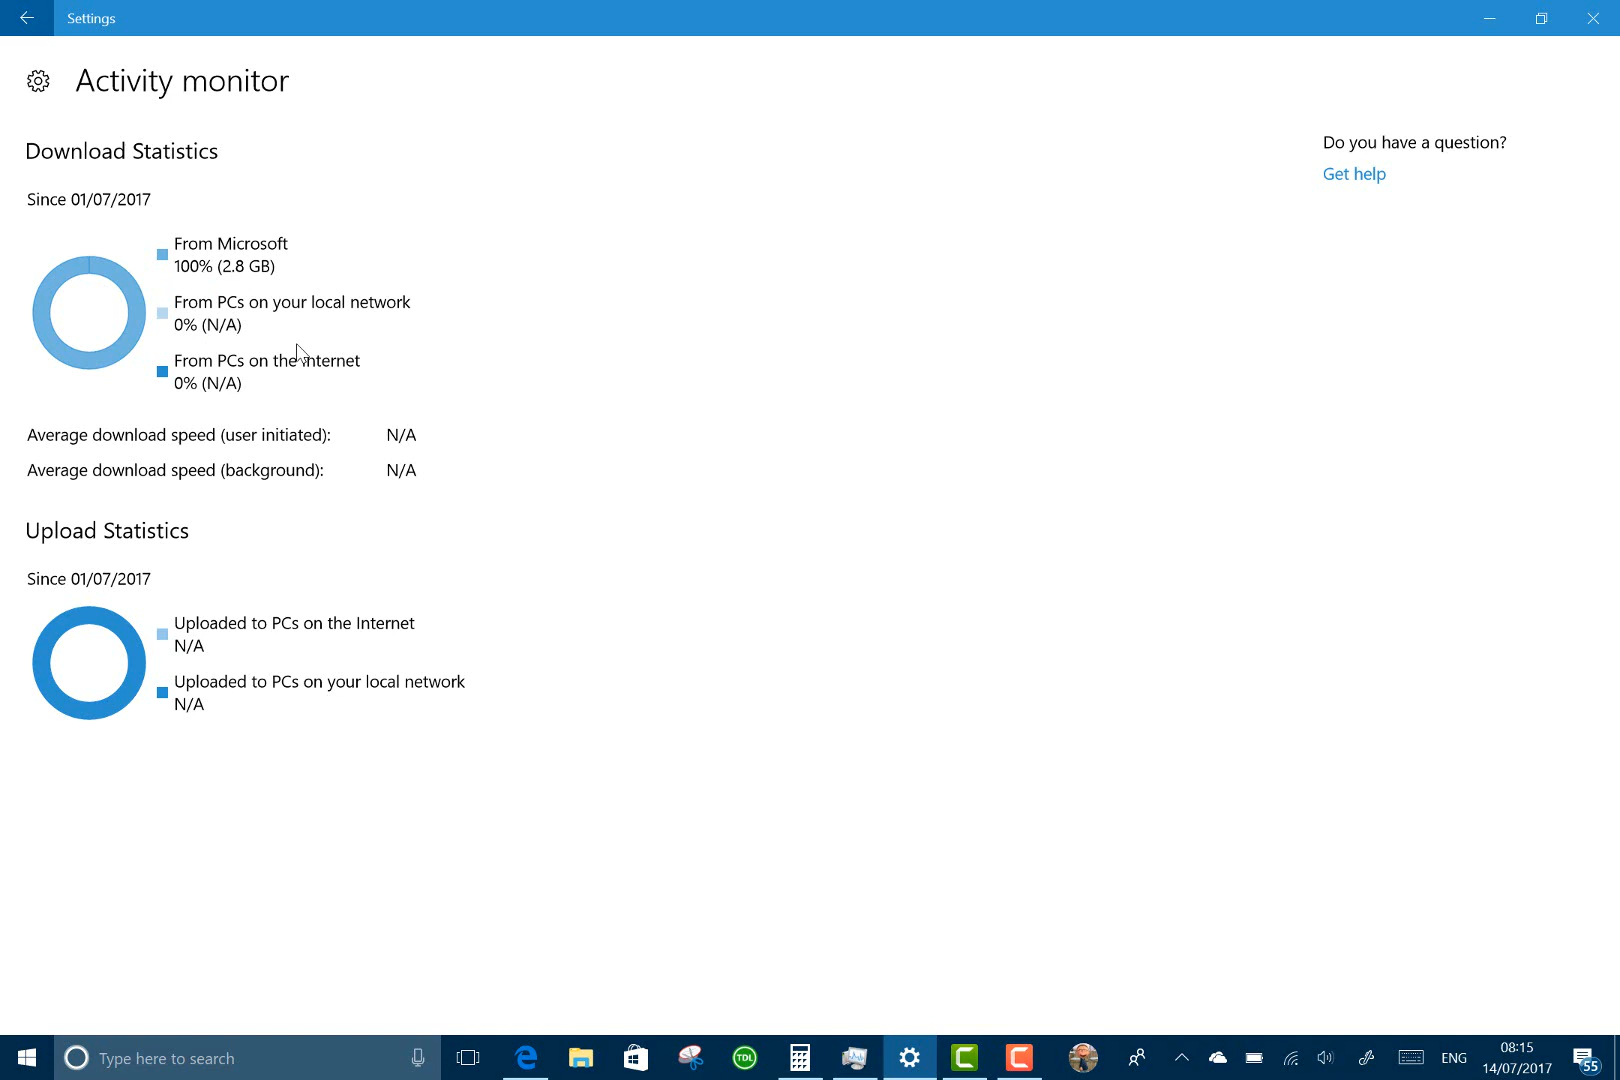 Settings
Activity monitor
Download Statistics
Since 01/07/2017
From Microsoft
100% (2.8 GB)
From PCs on your local network
0% (N/A)
From PCs on the Internet
0% (N/A)
Average download speed (user initiated): N/A
Average download speed (background): N/A
Upload Statistics
Since 01/07/2017
Uploaded to PCs on the Internet
N/A
Uploaded to PCs on your local network
N/A
Do you have a question?
Get help
Type here to search
TDL
ENG
08:15
14/07/2017
55